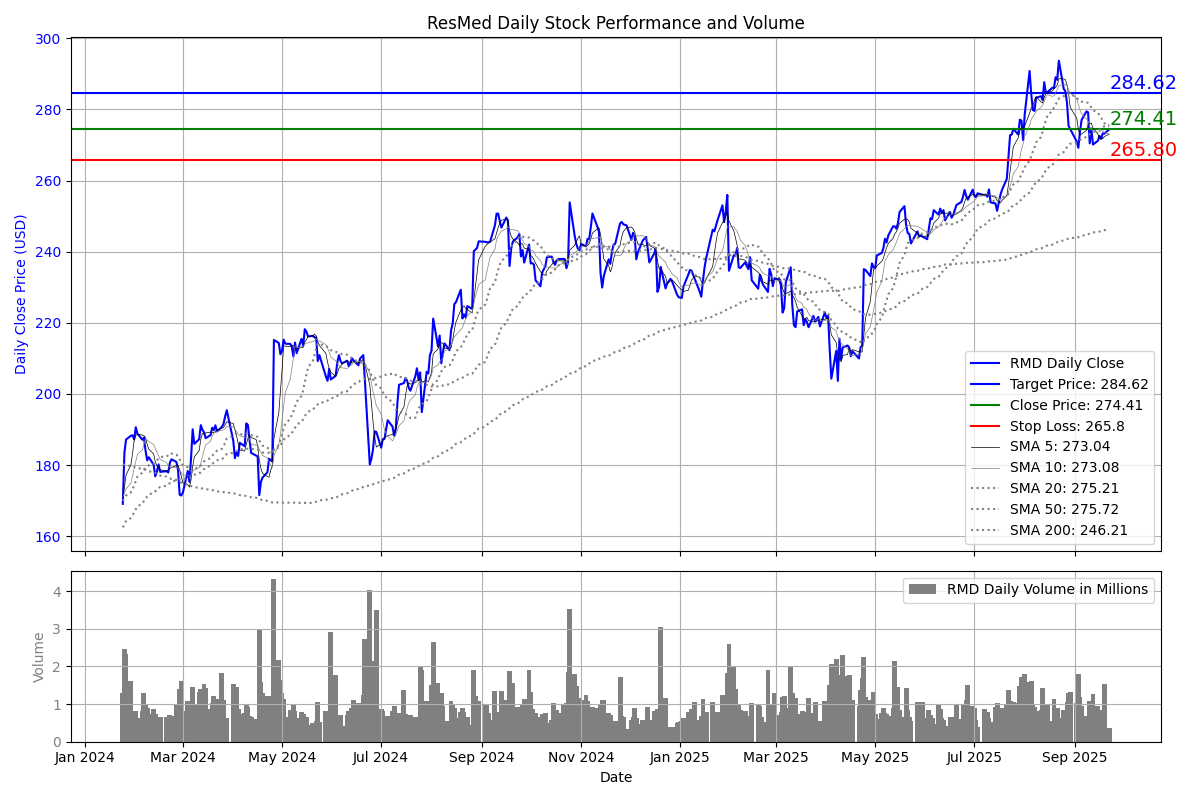 ResMed Daily Stock Performance and Volume
300
280
260
240
220
200
180
160
Daily Close Price (USD)
284.62
274.41
265.80
RMD Daily Close
Target Price: 284.62
Close Price: 274.41
Stop Loss: 265.8
SMA 5: 273.04
SMA 10: 273.08
SMA 20: 275.21
SMA 50: 275.72
SMA 200: 246.21
4
3
2
1
0
Volume
RMD Daily Volume in Millions
Jan 2024 Mar 2024 May 2024 Jul 2024 Sep 2024 Nov 2024 Jan 2025 Mar 2025 May 2025 Jul 2025 Sep 2025
Date